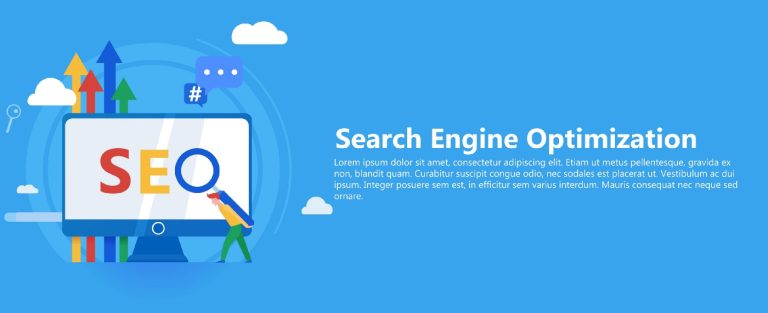 #
SEO
Search Engine Optimization
Lorem ipsum dolor sit amet, consectetur adipiscing elit. Etiam ut metus pellentesque, gravida ex
non, blandit quam. Curabitur suscipit congue odio, nec sodales est placerat ut. Vestibulum ac dui
ipsum. Integer posuere sem est, in efficitur sem varius interdum. Mauris consequat nec neque sed
ornare.